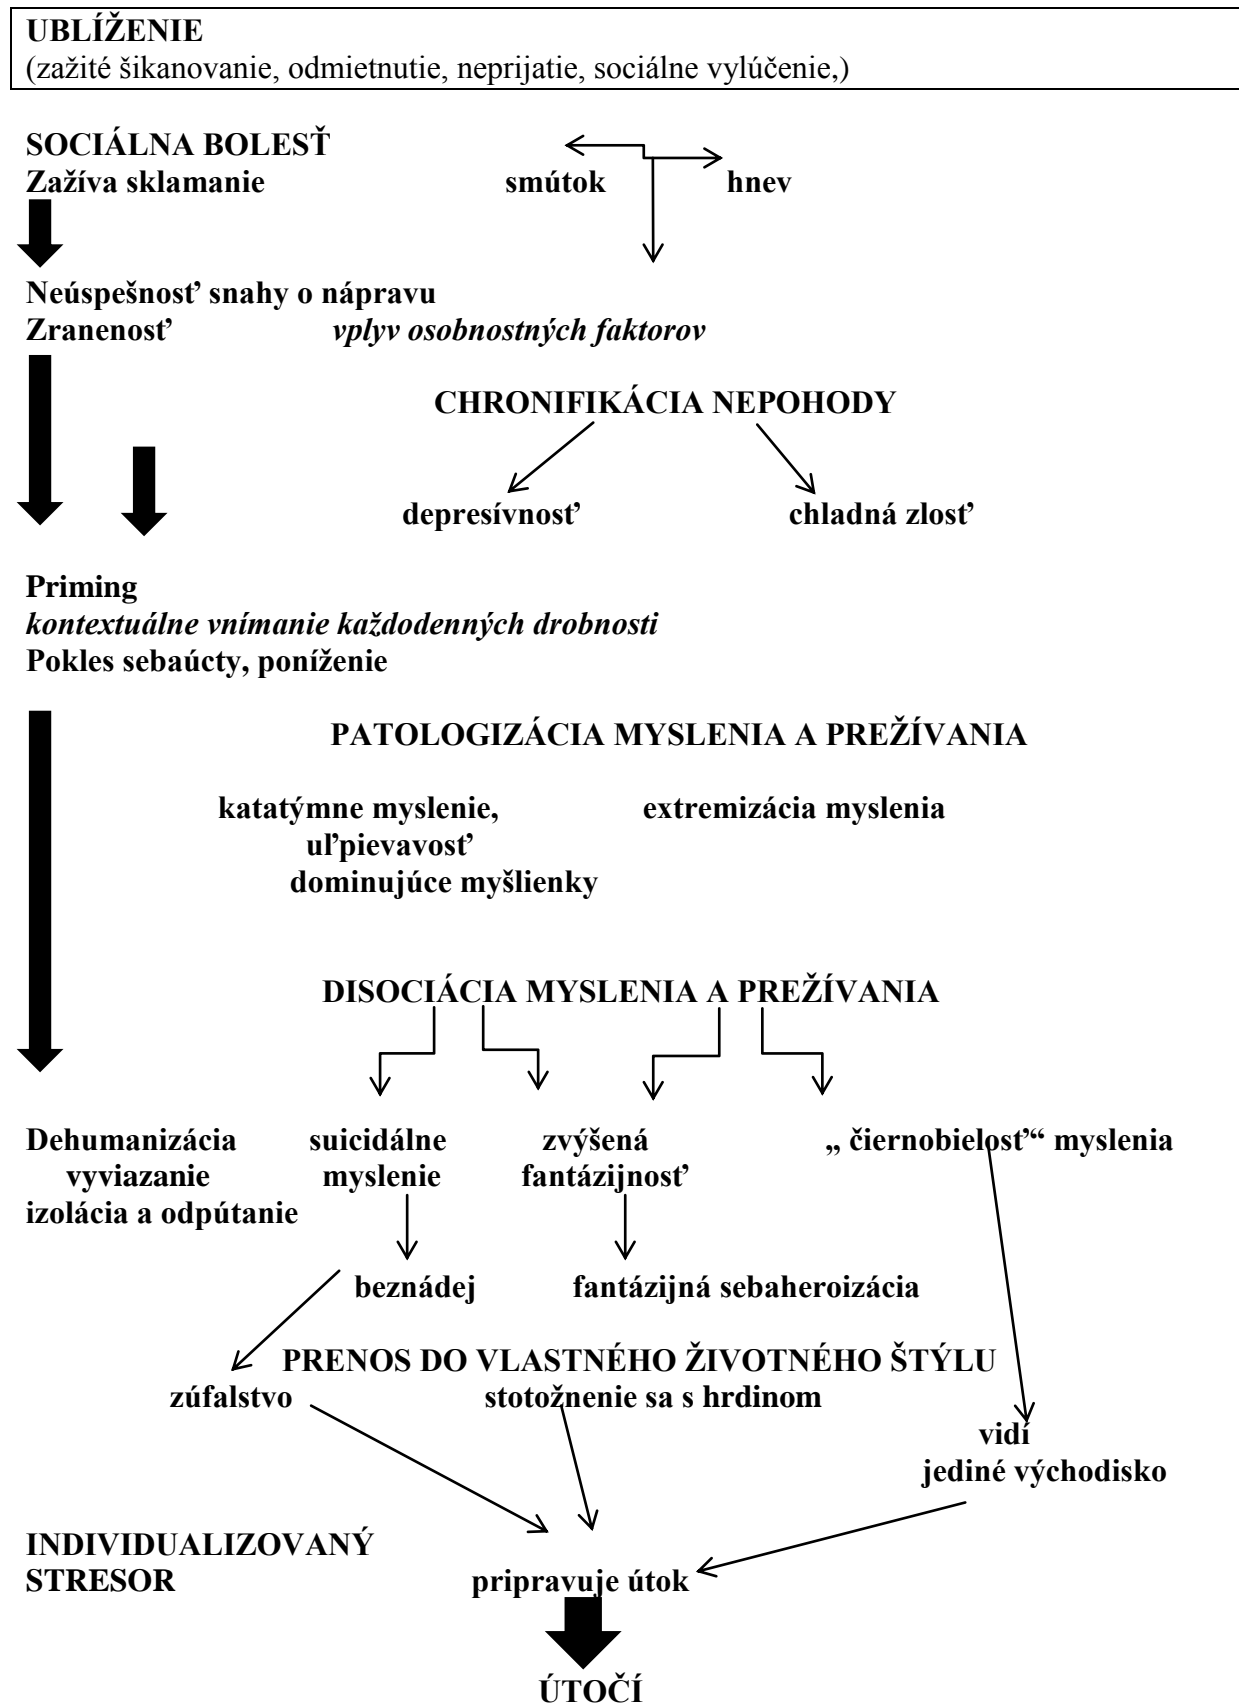 UBLÍŽENIE
(zažité šikanovanie, odmietnutie, neprijatie, sociálne vylúčenie,)
SOCIÁLNA BOLESŤ
Zažíva sklamanie smútok hnev
Neúspešnosť snahy o nápravu
Zranenosť vplyv osobnostných faktorov
CHRONIFIKÁCIA NEPOHODY
depresívnosť chladná zlosť
Priming
kontextuálne vnímanie každodenných drobnosti
Pokles sebaúcty, poníženie
PATOLOGIZÁCIA MYSLENIA A PREŽÍVANIA
katatýmne myslenie, extremizácia myslenia
uľpievavosť
dominujúce myšlienky
DISOCIÁCIA MYSLENIA A PREŽÍVANIA
Dehumanizácia suicidálne zvýšená „ čiernobielosť“ myslenia
vyviazanie myslenie fantázijnosť
izolácia a odpútanie
beznádej fantázijná sebaheroizácia
PRENOS DO VLASTNÉHO ŽIVOTNÉHO ŠTÝLU
zúfalstvo stotožnenie sa s hrdinom
vidí
jediné východisko
INDIVIDUALIZOVANÝ
STRESOR pripravuje útok
ÚTOČÍ